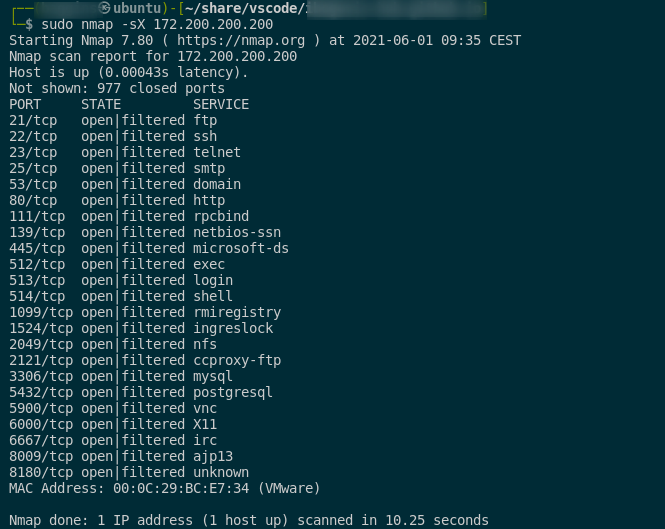 ubuntu)-[~/share/vscode/
$ sudo nmap -sX 172.200.200.200
Starting Nmap 7.80 ( https://nmap.org ) at 2021-06-01 09:35 CEST
Nmap scan report for 172.200.200.200
Host is up (0.00043s latency).
Not shown: 977 closed ports
PORT     STATE         SERVICE
21/tcp   open|filtered ftp
22/tcp   open|filtered ssh
23/tcp   open|filtered telnet
25/tcp   open|filtered smtp
53/tcp   open|filtered domain
80/tcp   open|filtered http
111/tcp  open|filtered rpcbind
139/tcp  open|filtered netbios-ssn
445/tcp  open|filtered microsoft-ds
512/tcp  open|filtered exec
513/tcp  open|filtered login
514/tcp  open|filtered shell
1099/tcp open|filtered rmiregistry
1524/tcp open|filtered ingreslock
2049/tcp open|filtered nfs
2121/tcp open|filtered ccproxy-ftp
3306/tcp open|filtered mysql
5432/tcp open|filtered postgresql
5900/tcp open|filtered vnc
6000/tcp open|filtered X11
6667/tcp open|filtered irc
8009/tcp open|filtered ajp13
8180/tcp open|filtered unknown
MAC Address: 00:0C:29:BC:E7:34 (VMware)
Nmap done: 1 IP address (1 host up) scanned in 10.25 seconds